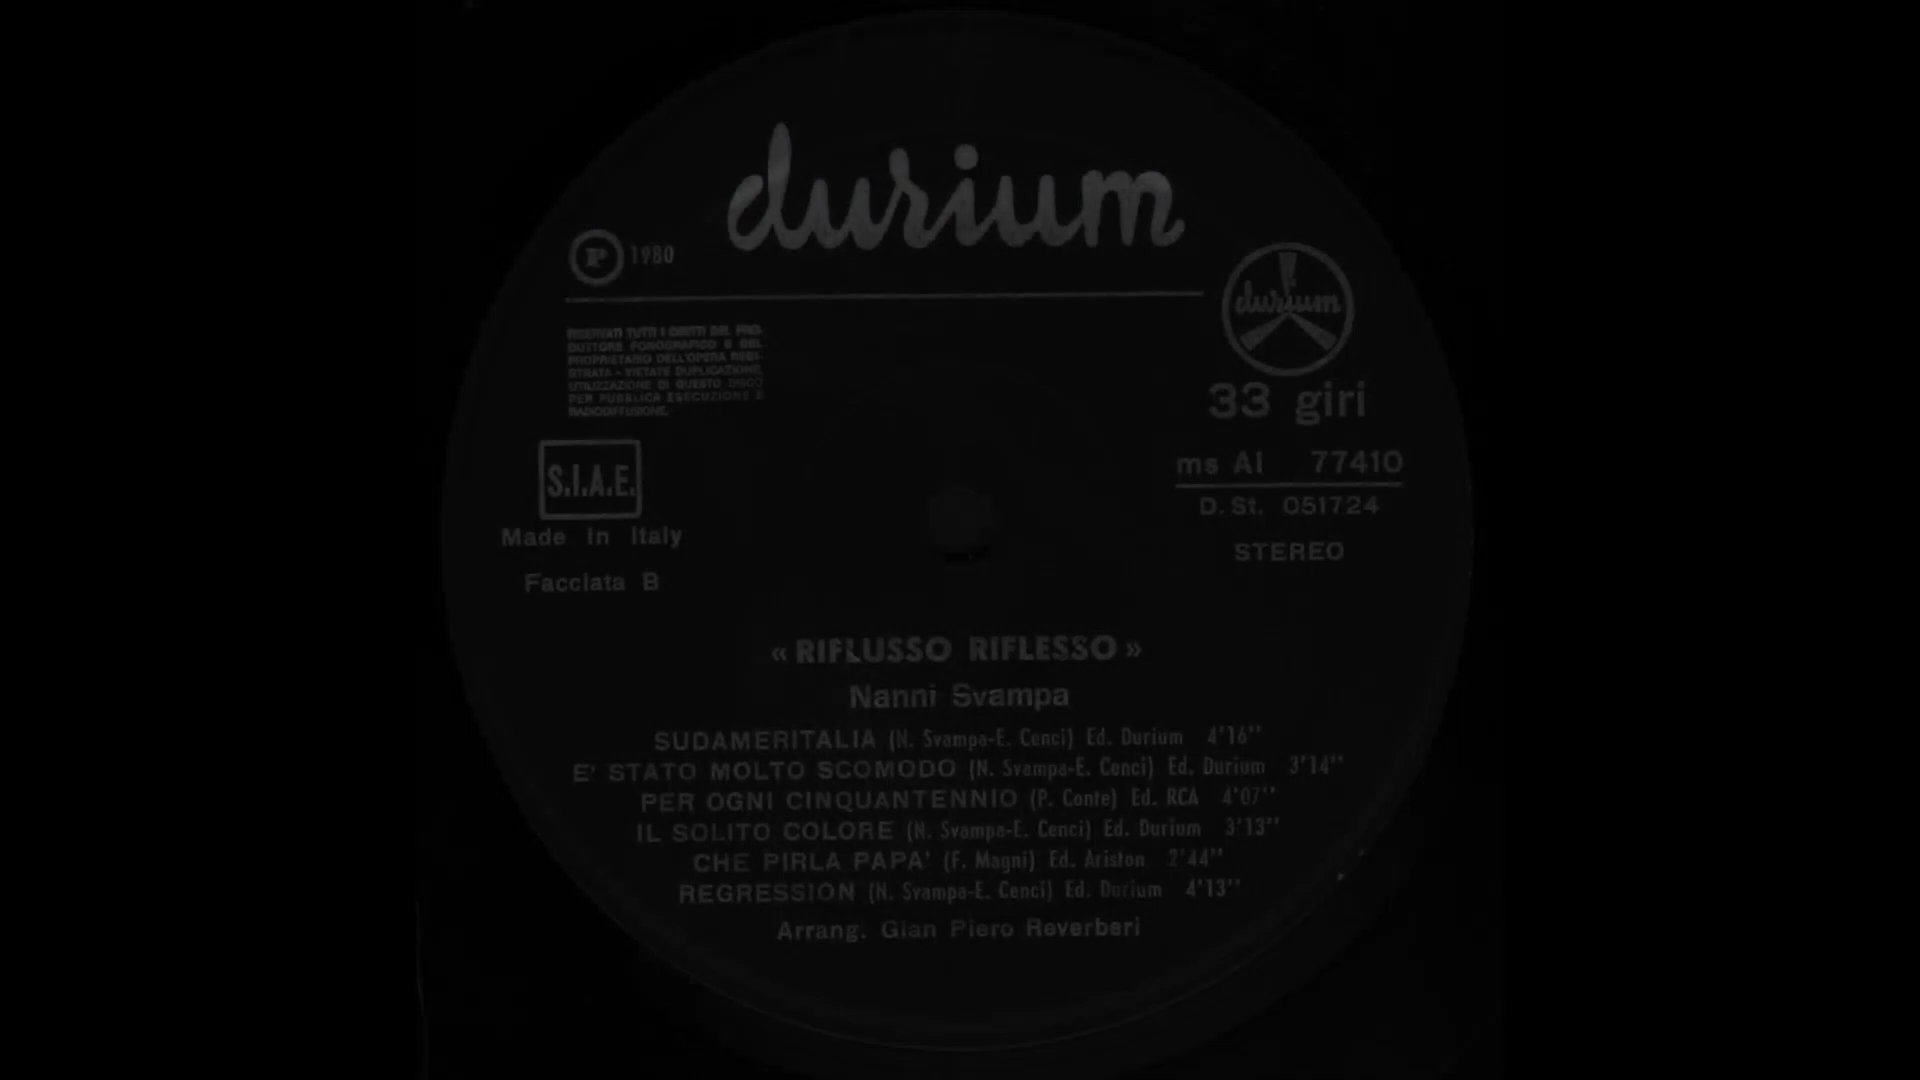 durium
P 1980
durium
RISERVATI TUTTI I DIRITTI DEL PRO-
DUTTORE FONOGRAFICO E DEL
PROPRIETARIO DELL'OPERA REGI-
STRATA - VIETATE DUPLICAZIONE,
UTILIZZAZIONE DI QUESTO DISCO
PER PUBBLICA ESECUZIONE E
RADIODIFFUSIONE.
33 giri
S.I.A.E.
ms AI 77410
D. St. 051724
Made in Italy
STEREO
Facciata B
« RIFLUSSO RIFLESSO »
Nanni Svampa
SUDAMERITALIA (N. Svampa-E. Cenci) Ed. Durium 4'16''
E' STATO MOLTO SCOMODO (N. Svampa-E. Cenci) Ed. Durium 3'14''
PER OGNI CINQUANTENNIO (P. Conte) Ed. RCA 4'07''
IL SOLITO COLORE (N. Svampa-E. Cenci) Ed. Durium 3'13''
CHE PIRLA PAPA' (F. Magni) Ed. Ariston 2'44''
REGRESSION (N. Svampa-E. Cenci) Ed. Durium 4'13''
Arrang. Gian Piero Reverberi